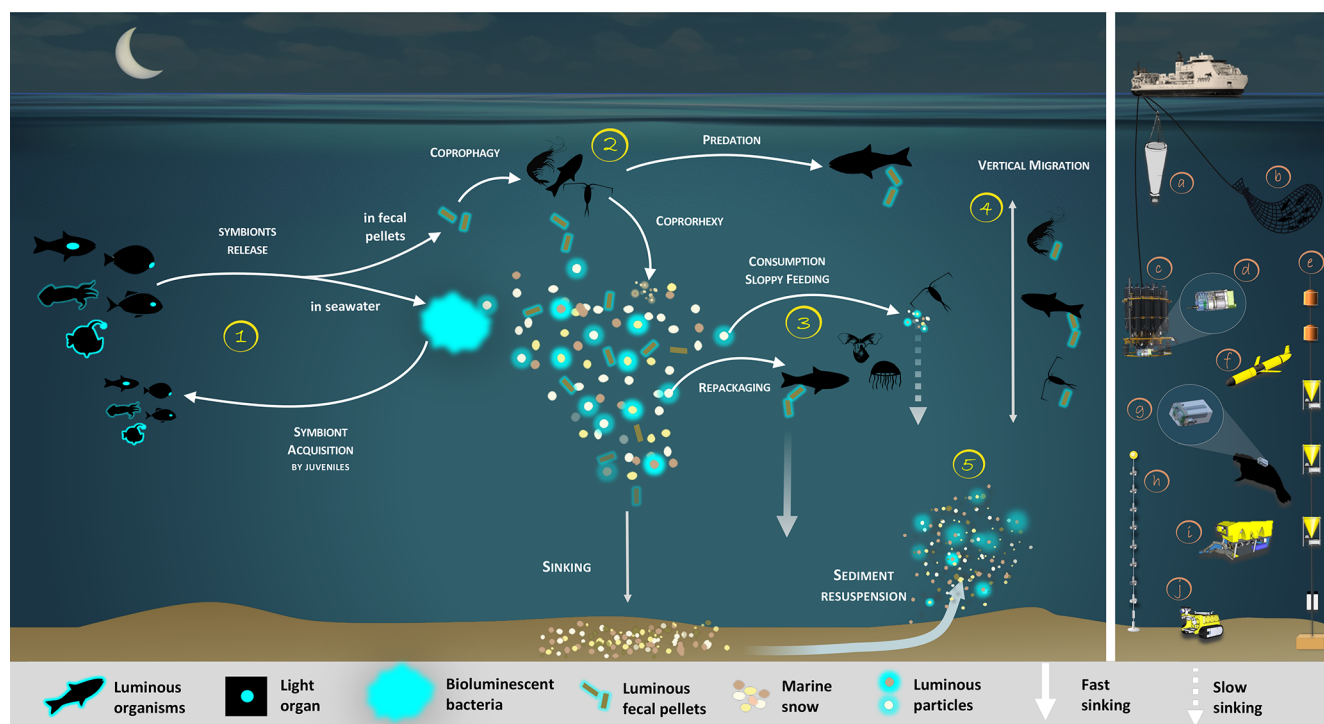 SYMBIONTS
RELEASE
in fecal
pellets
in seawater
1
SYMBIONT
ACQUISITION
BY JUVENILES
COPROPHAGY
2
PREDATION
COPRORHEXY
CONSUMPTION
SLOPPY FEEDING
3
REPACKAGING
VERTICAL MIGRATION
4
SINKING
SEDIMENT
RESUSPENSION
5
a
b
c
d
e
f
g
h
i
j
Luminous
organisms
Light
organ
Bioluminescent
bacteria
Luminous
fecal pellets
Marine
snow
Luminous
particles
Fast
sinking
Slow
sinking